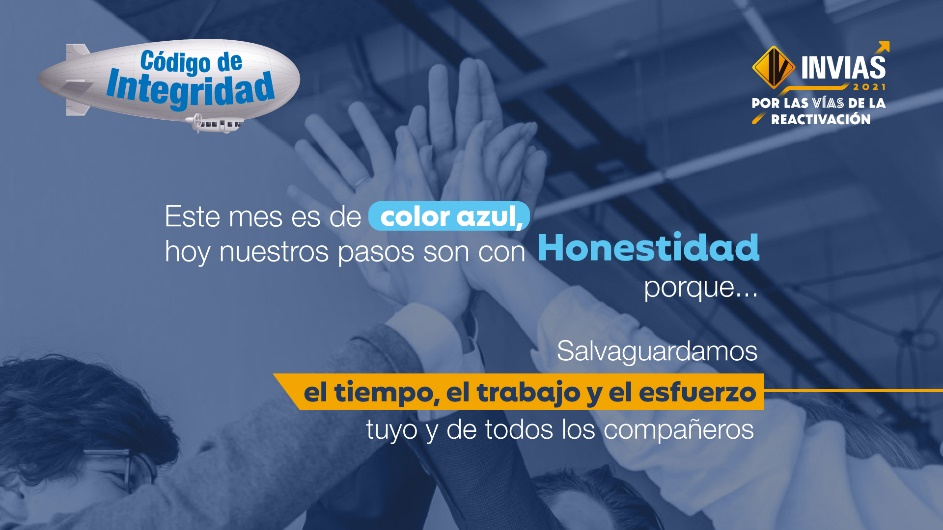 Código de
Integridad
INVIAS
2021
POR LAS VÍAS DE LA
REACTIVACIÓN
Este mes es de color azul,
hoy nuestros pasos son con Honestidad
porque...
Salvaguardamos
el tiempo, el trabajo y el esfuerzo
tuyo y de todos los compañeros